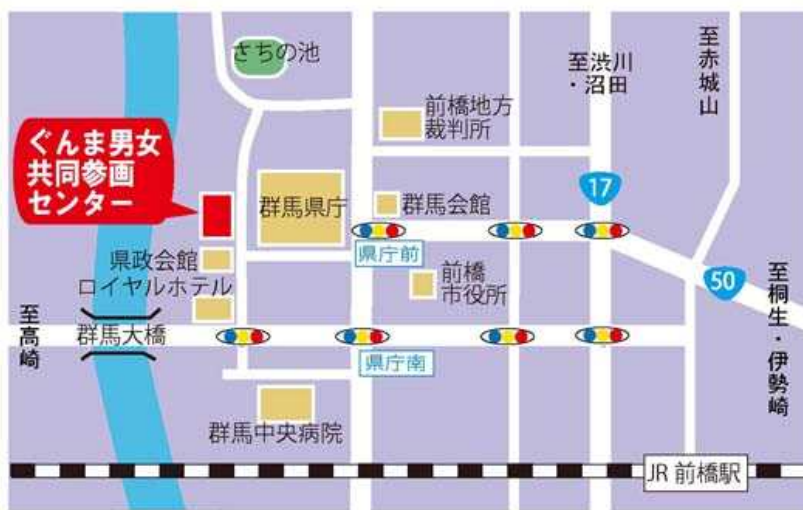 さちの池
至渋川
・沼田
至赤城山
前橋地方
裁判所
ぐんま男女
共同参画
センター
17
群馬県庁
群馬会館
県庁前
県政会館
前橋
市役所
50
ロイヤルホテル
至高崎
群馬大橋
至桐生・伊勢崎
県庁南
群馬中央病院
JR 前橋駅